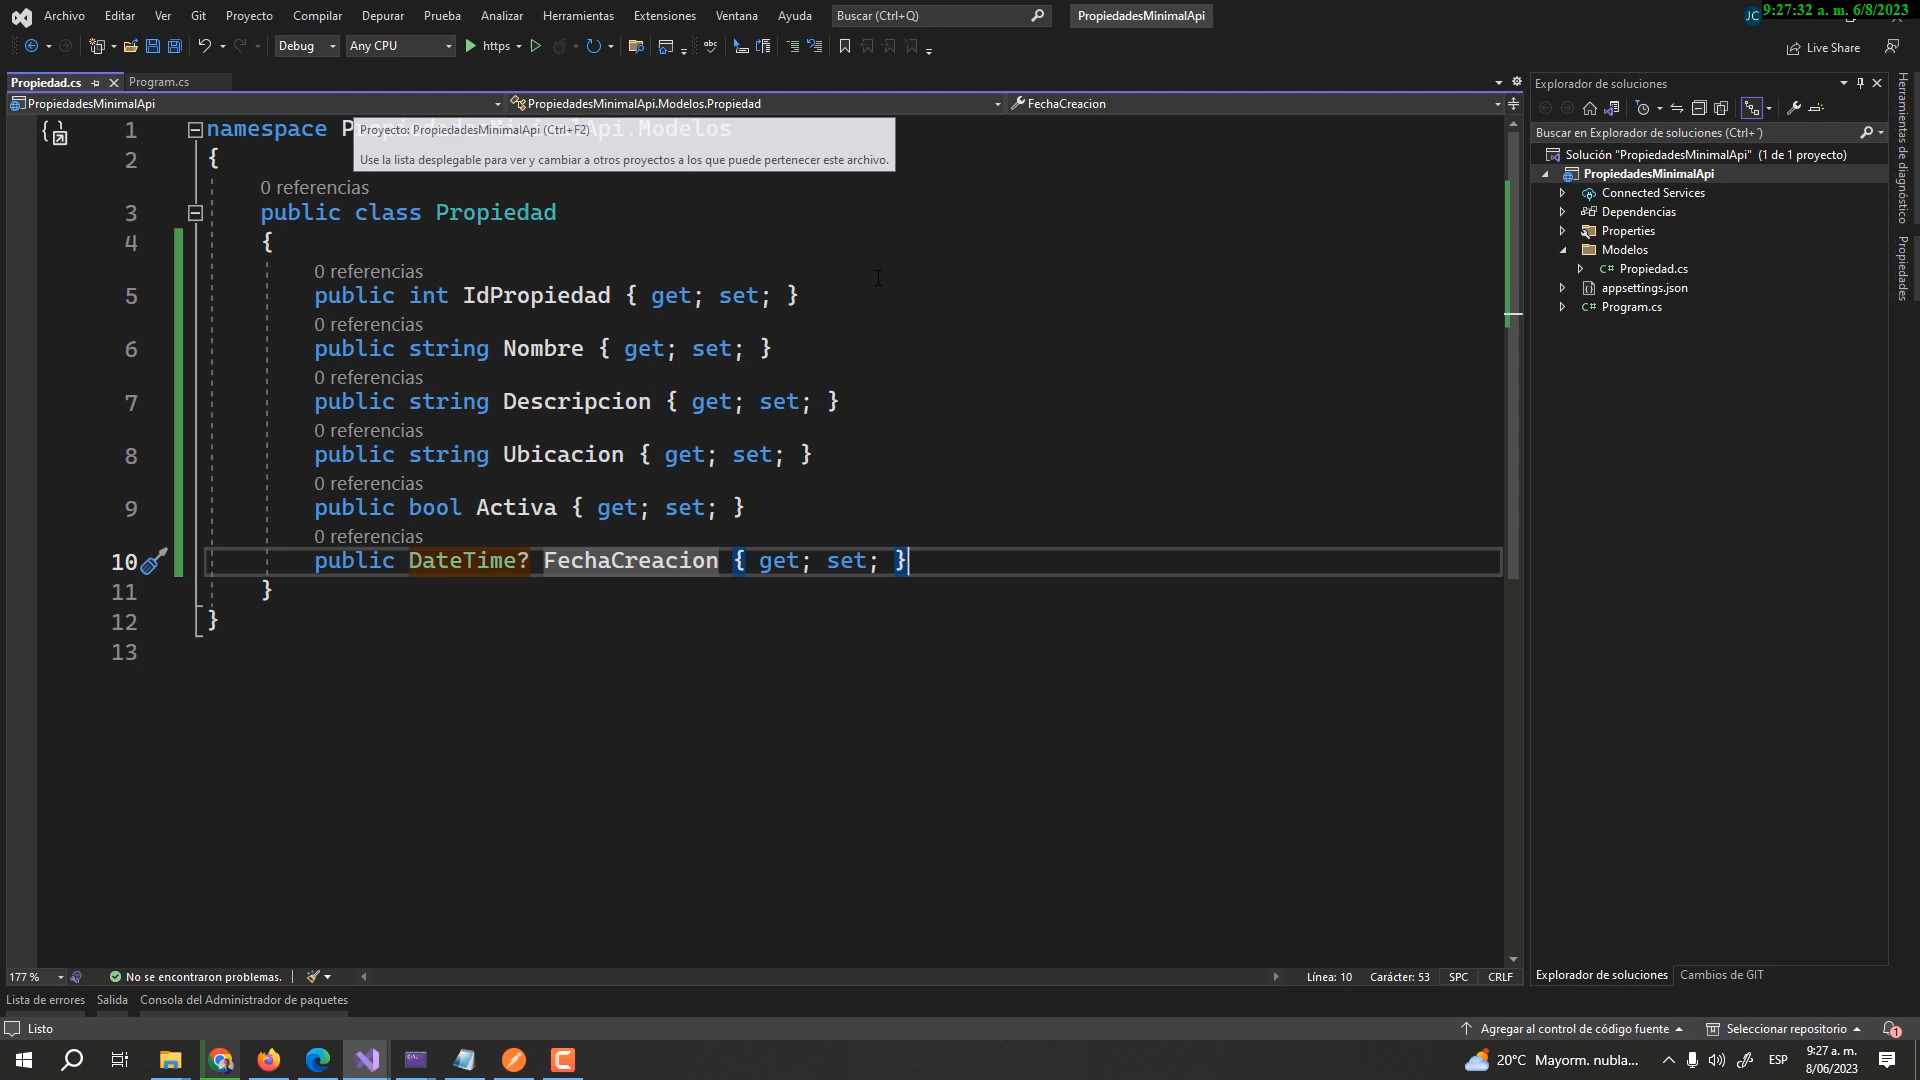 Archivo Editar Ver Git Proyecto Compilar Depurar Prueba Analizar Herramientas Extensiones Ventana Ayuda Buscar (Ctrl+Q) PropiedadesMinimalApi JC 9:27:32 a. m. 6/8/2023
Debug Any CPU https Live Share
Propiedad.cs Program.cs
PropiedadesMinimalApi PropiedadesMinimalApi.Modelos.Propiedad FechaCreacion
Proyecto: PropiedadesMinimalApi (Ctrl+F2)
Use la lista desplegable para ver y cambiar a otros proyectos a los que puede pertenecer este archivo.
1 namespace PropiedadesMinimalApi.Modelos
2 {
0 referencias
3 public class Propiedad
4 {
0 referencias
5 public int IdPropiedad { get; set; }
0 referencias
6 public string Nombre { get; set; }
0 referencias
7 public string Descripcion { get; set; }
0 referencias
8 public string Ubicacion { get; set; }
0 referencias
9 public bool Activa { get; set; }
0 referencias
10 public DateTime? FechaCreacion { get; set; }
11 }
12 }
13
Explorador de soluciones
Buscar en Explorador de soluciones (Ctrl+´)
Solución "PropiedadesMinimalApi" (1 de 1 proyecto)
PropiedadesMinimalApi
Connected Services
Dependencias
Properties
Modelos
C# Propiedad.cs
appsettings.json
C# Program.cs
Herramientas de diagnóstico
Propiedades
177 % No se encontraron problemas. Línea: 10 Carácter: 53 SPC CRLF
Explorador de soluciones Cambios de GIT
Lista de errores Salida Consola del Administrador de paquetes
Listo Agregar al control de código fuente Seleccionar repositorio 1
20°C Mayorm. nubla... ESP 9:27 a. m.
8/06/2023